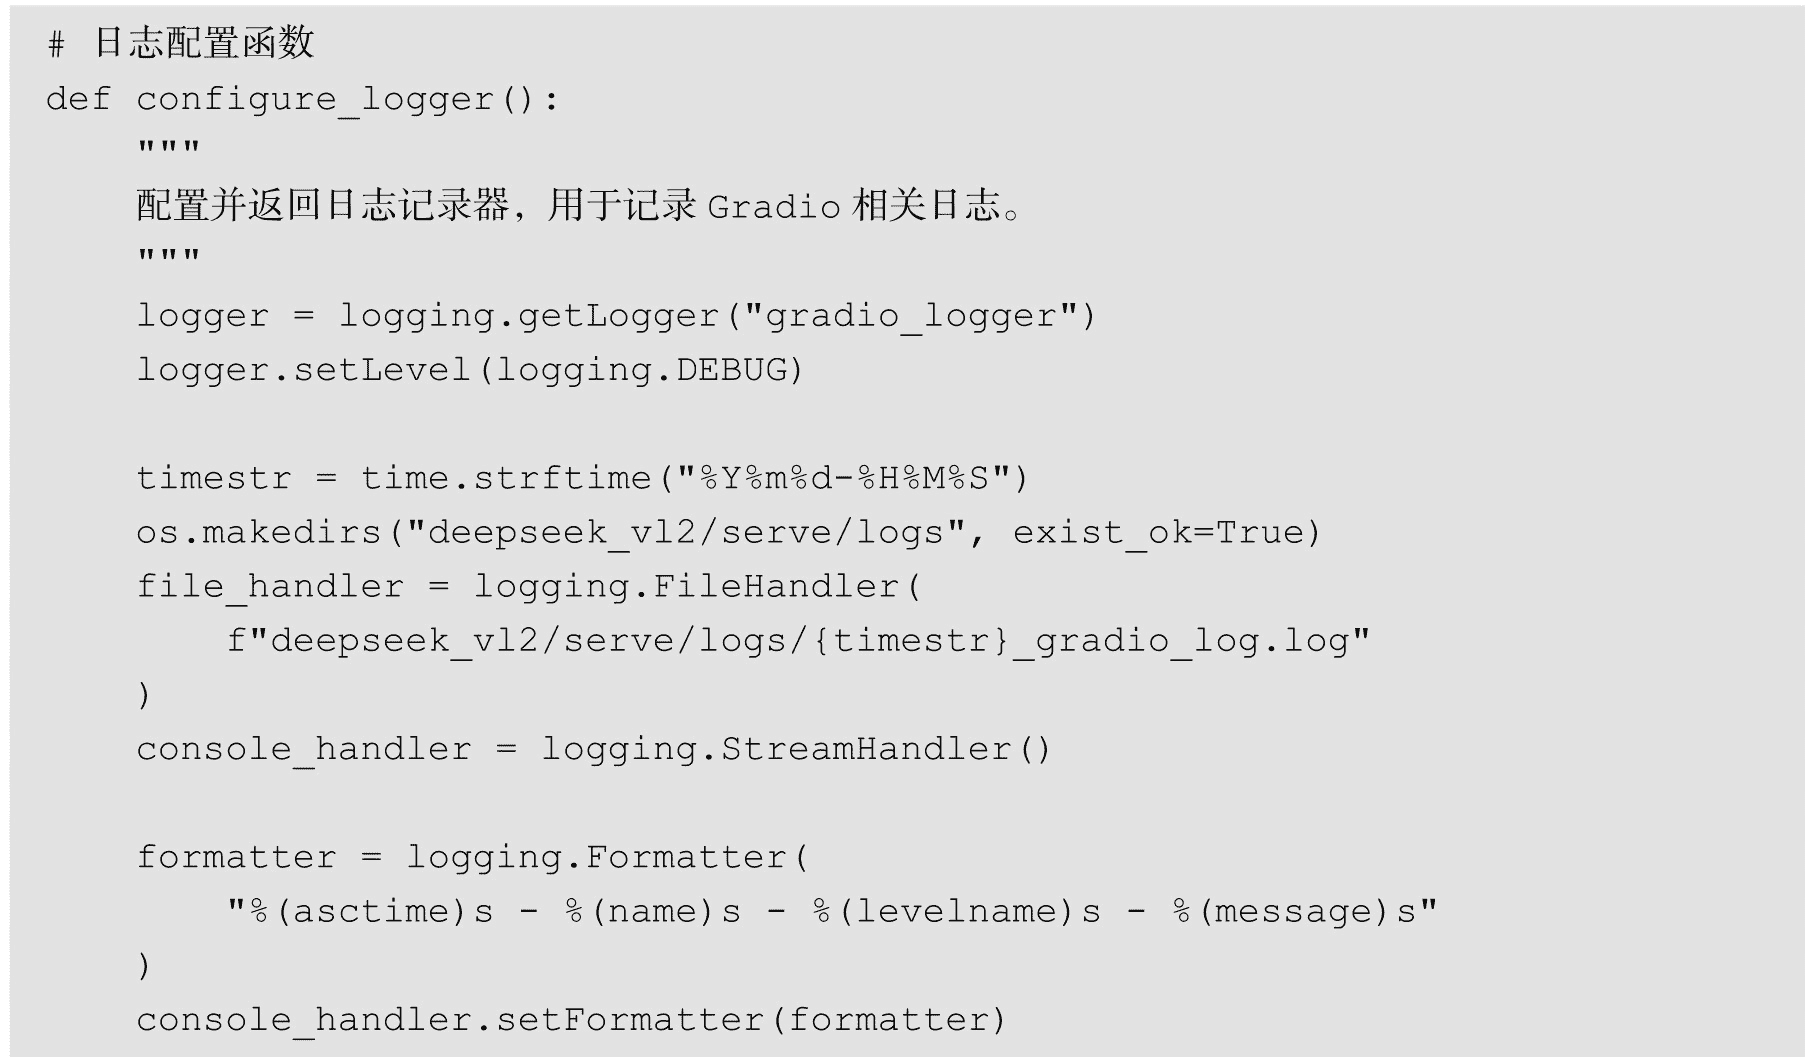 # 日志配置函数
def configure_logger():
    """
    配置并返回日志记录器，用于记录 Gradio 相关日志。
    """
    logger = logging.getLogger("gradio_logger")
    logger.setLevel(logging.DEBUG)

    timestr = time.strftime("%Y%m%d-%H%M%S")
    os.makedirs("deepseek_vl2/serve/logs", exist_ok=True)
    file_handler = logging.FileHandler(
        f"deepseek_vl2/serve/logs/{timestr}_gradio_log.log"
    )
    console_handler = logging.StreamHandler()

    formatter = logging.Formatter(
        "%(asctime)s - %(name)s - %(levelname)s - %(message)s"
    )
    console_handler.setFormatter(formatter)